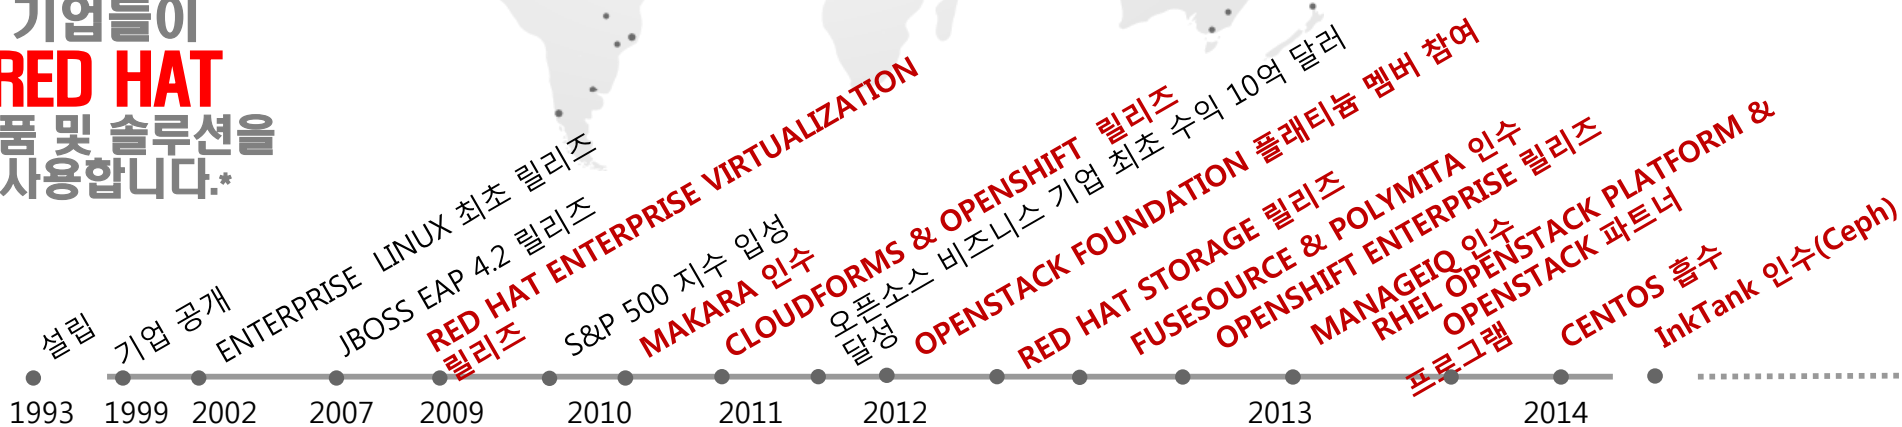 기업들이
RED HAT
품 및 솔루션을
사용합니다.*
설립
기업 공개
ENTERPRISE LINUX 최초 릴리즈
JBOSS EAP 4.2 릴리즈
RED HAT ENTERPRISE VIRTUALIZATION
릴리즈
S&P 500 지수 입성
MAKARA 인수
CLOUDFORMS & OPENSHIFT 릴리즈
오픈소스 비즈니스 기업 최초 수익 10억 달러
달성
OPENSTACK FOUNDATION 플래티늄 멤버 참여
RED HAT STORAGE 릴리즈
FUSESOURCE & POLYMITA 인수
OPENSHIFT ENTERPRISE 릴리즈
MANAGEIQ 인수
RHEL OPENSTACK PLATFORM &
OPENSTACK 파트너
프로그램
CENTOS 흡수
InkTank 인수(Ceph)
1993 1999 2002 2007 2009 2010 2011 2012 2013 2014